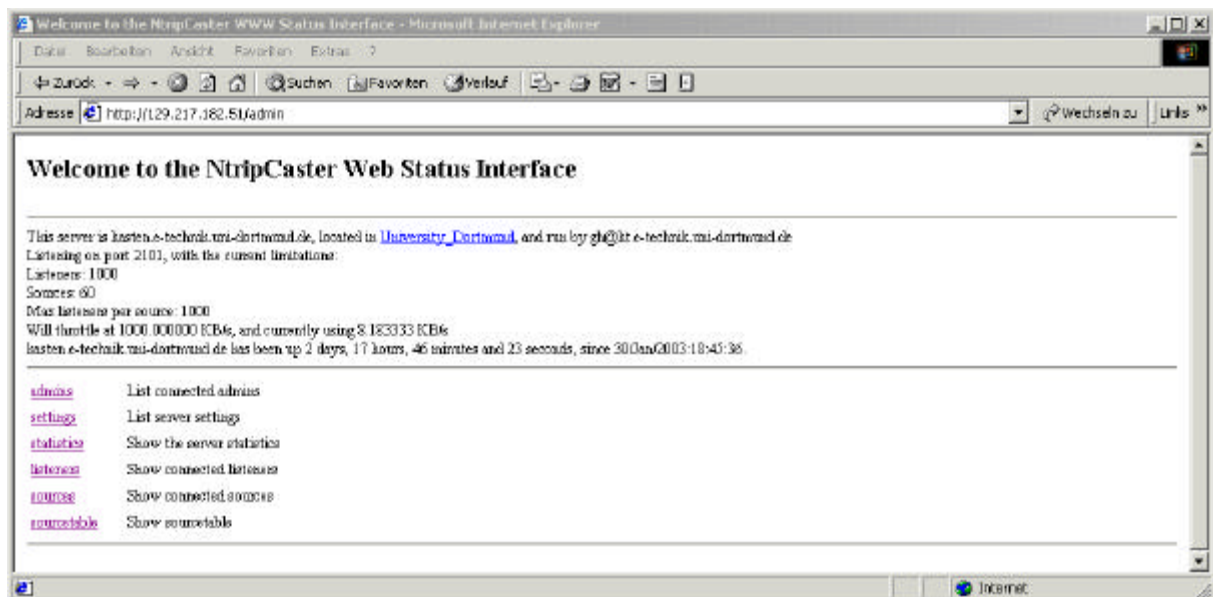 Welcome to the NtripCaster WWW Status Interface - Microsoft Internet Explorer
Datei Bearbeiten Ansicht Favoriten Extras ?
Zurück Suchen Favoriten Verlauf
Adresse http://129.217.182.51/admin Wechseln zu Links »
Welcome to the NtripCaster Web Status Interface
This server is kasten.e-technik.uni-dortmund.de, located in University_Dortmund, and run by gh@kt.e-technik.uni-dortmund.de
Listening on port 2101, with the current limitations:
Listeners: 1000
Sources: 60
Max listeners per source: 1000
Will throttle at 1000.000000 KB/s, and currently using 8.183333 KB/s
kasten.e-technik.uni-dortmund.de has been up 2 days, 17 hours, 46 minutes and 23 seconds, since 30/Jan/2003:18:45:36.
admins List connected admins
settings List server settings
statistics Show the server statistics
listeners Show connected listeners
sources Show connected sources
sourcetable Show sourcetable
Internet